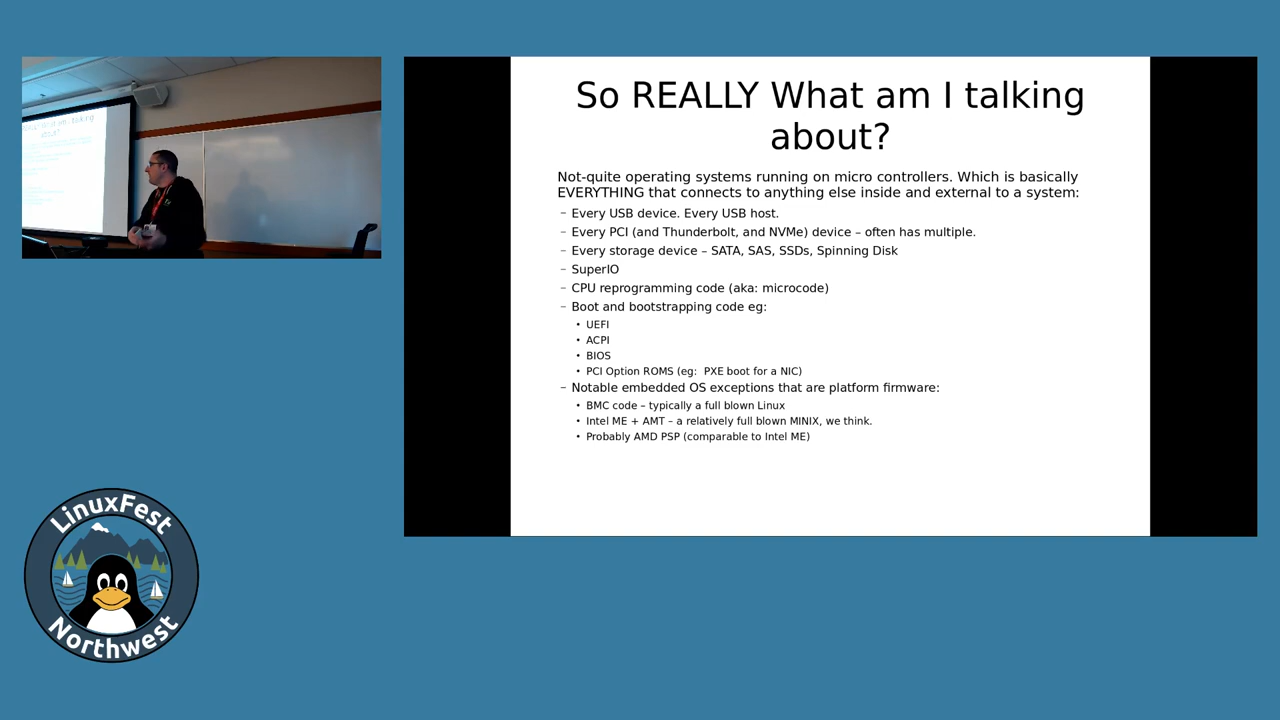 So REALLY What am I talking
about?
Not-quite operating systems running on micro controllers. Which is basically
EVERYTHING that connects to anything else inside and external to a system:
– Every USB device. Every USB host.
– Every PCI (and Thunderbolt, and NVMe) device – often has multiple.
– Every storage device – SATA, SAS, SSDs, Spinning Disk
– SuperIO
– CPU reprogramming code (aka: microcode)
– Boot and bootstrapping code eg:
• UEFI
• ACPI
• BIOS
• PCI Option ROMS (eg:  PXE boot for a NIC)
– Notable embedded OS exceptions that are platform firmware:
• BMC code – typically a full blown Linux
• Intel ME + AMT – a relatively full blown MINIX, we think.
• Probably AMD PSP (comparable to Intel ME)
LinuxFest
Northwest